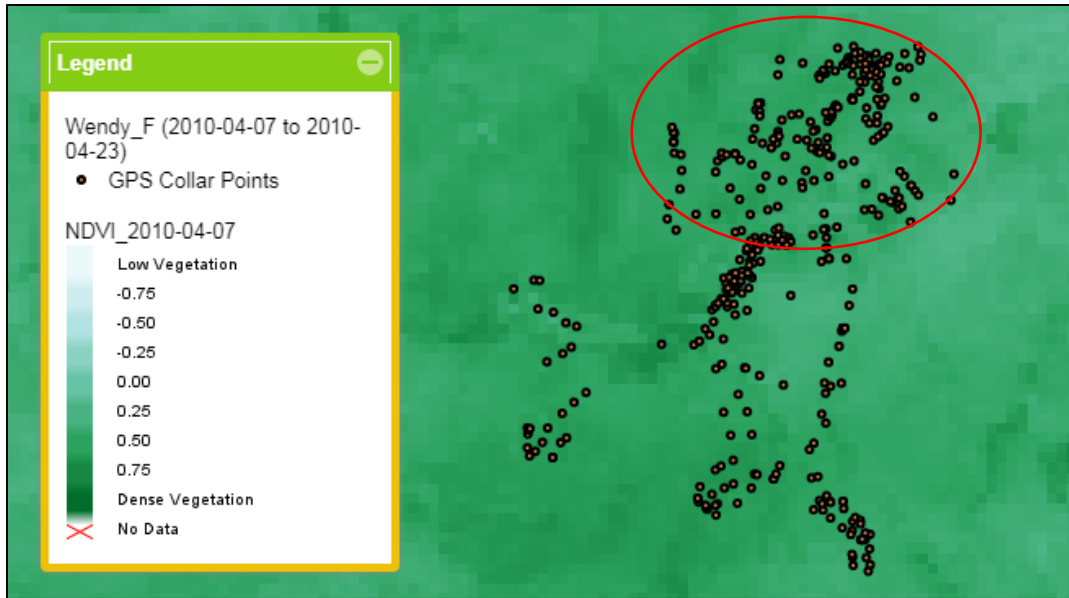 Legend
Wendy_F (2010-04-07 to 2010-
04-23)
GPS Collar Points
NDVI_2010-04-07
Low Vegetation
-0.75
-0.50
-0.25
0.00
0.25
0.50
0.75
Dense Vegetation
No Data